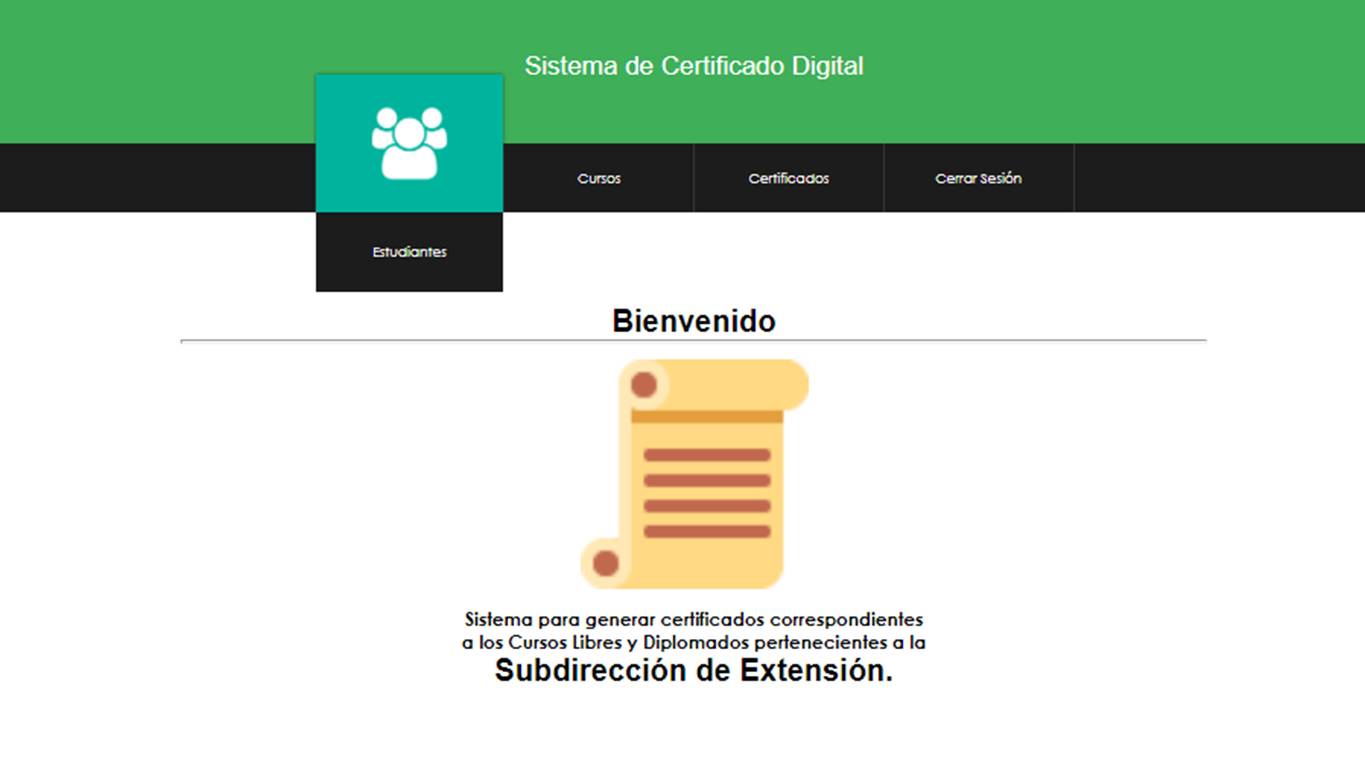 Sistema de Certificado Digital
Cursos
Certificados
Cerrar Sesión
Estudiantes
Bienvenido
Sistema para generar certificados correspondientes
a los Cursos Libres y Diplomados pertenecientes a la
Subdirección de Extensión.